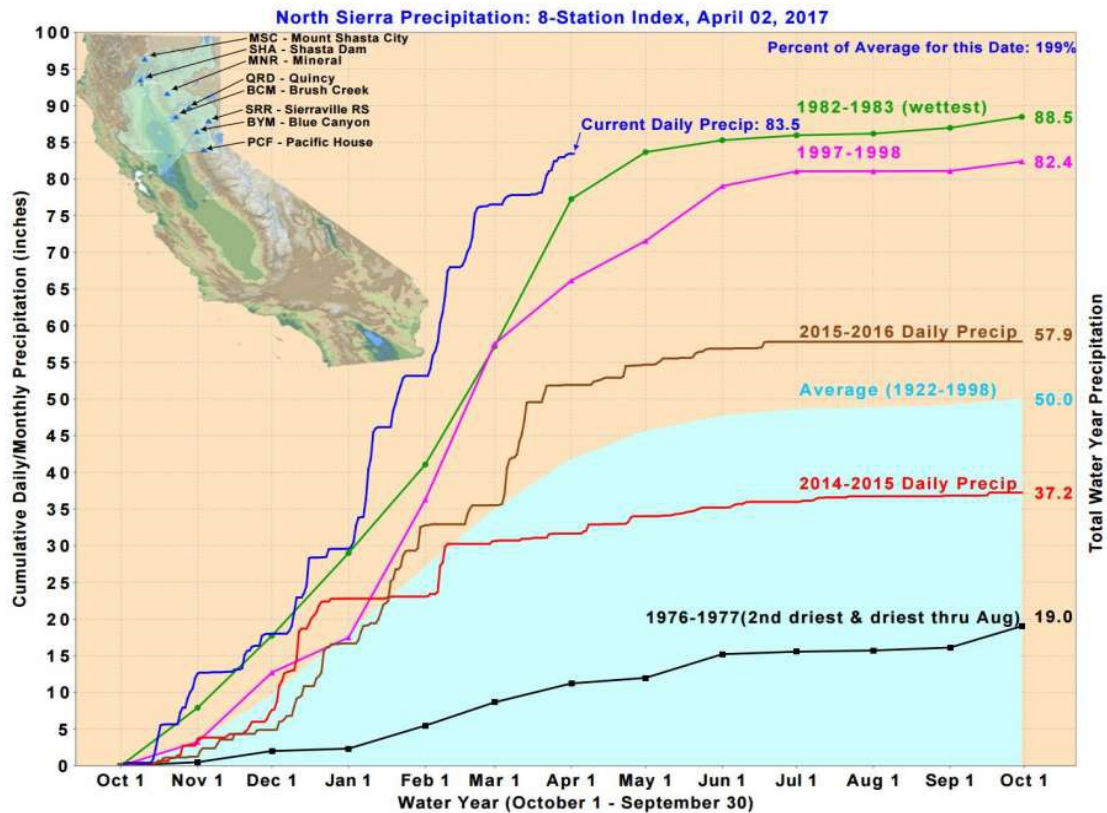 North Sierra Precipitation: 8-Station Index, April 02, 2017
Percent of Average for this Date: 199%
MSC - Mount Shasta City
SHA - Shasta Dam
MNR - Mineral
QRD - Quincy
BCM - Brush Creek
SRR - Sierraville RS
BYM - Blue Canyon
PCF - Pacific House
Current Daily Precip: 83.5
1982-1983 (wettest) 88.5
1997-1998 82.4
2015-2016 Daily Precip 57.9
Average (1922-1998) 50.0
2014-2015 Daily Precip 37.2
1976-1977(2nd driest & driest thru Aug) 19.0
Cumulative Daily/Monthly Precipitation (inches)
100
95
90
85
80
75
70
65
60
55
50
45
40
35
30
25
20
15
10
5
0
Total Water Year Precipitation
Oct 1 Nov 1 Dec 1 Jan 1 Feb 1 Mar 1 Apr 1 May 1 Jun 1 Jul 1 Aug 1 Sep 1 Oct 1
Water Year (October 1 - September 30)